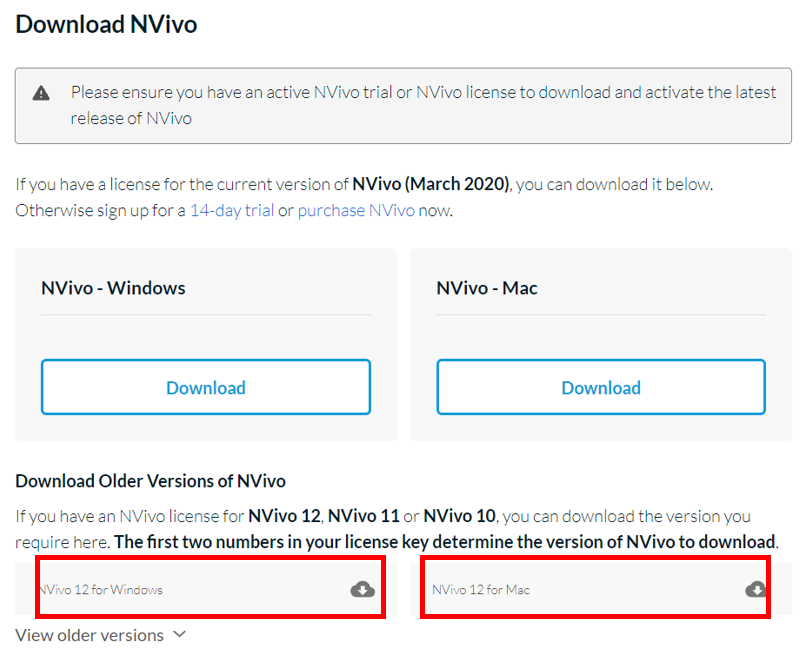 Download NVivo
Please ensure you have an active NVivo trial or NVivo license to download and activate the latest
release of NVivo
If you have a license for the current version of NVivo (March 2020), you can download it below.
Otherwise sign up for a 14-day trial or purchase NVivo now.
NVivo - Windows
NVivo - Mac
Download
Download
Download Older Versions of NVivo
If you have an NVivo license for NVivo 12, NVivo 11 or NVivo 10, you can download the version you
require here. The first two numbers in your license key determine the version of NVivo to download.
NVivo 12 for Windows
NVivo 12 for Mac
View older versions